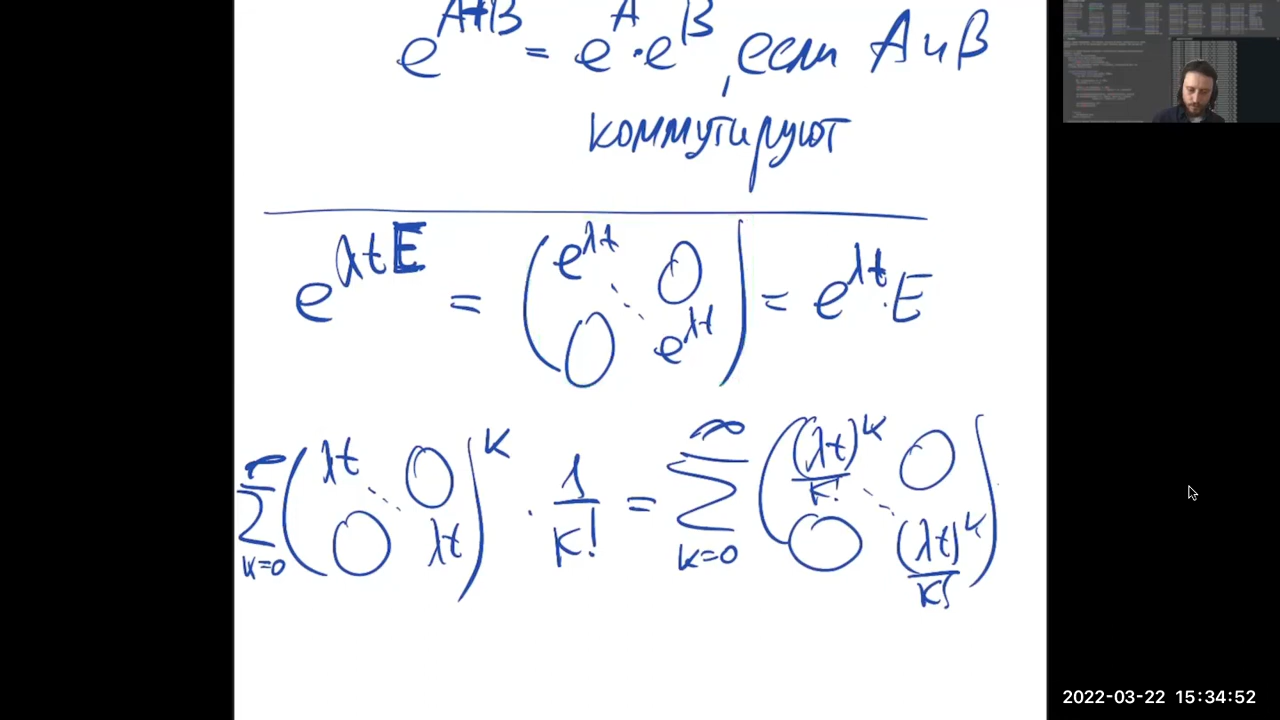 e^{A+B} = e^A · e^B, если A и B
коммутируют
e^{λtE} = ( e^{λt} ⋱ e^{λt}, 0, 0 ) = e^{λt} · E
∑_{k=0}^{∞} ( λt ⋱ λt, 0, 0 )^k · 1/k! = ∑_{k=0}^{∞} ( (λt)^k/k! ⋱ (λt)^k/k!, 0, 0 )
2022-03-22 15:34:52